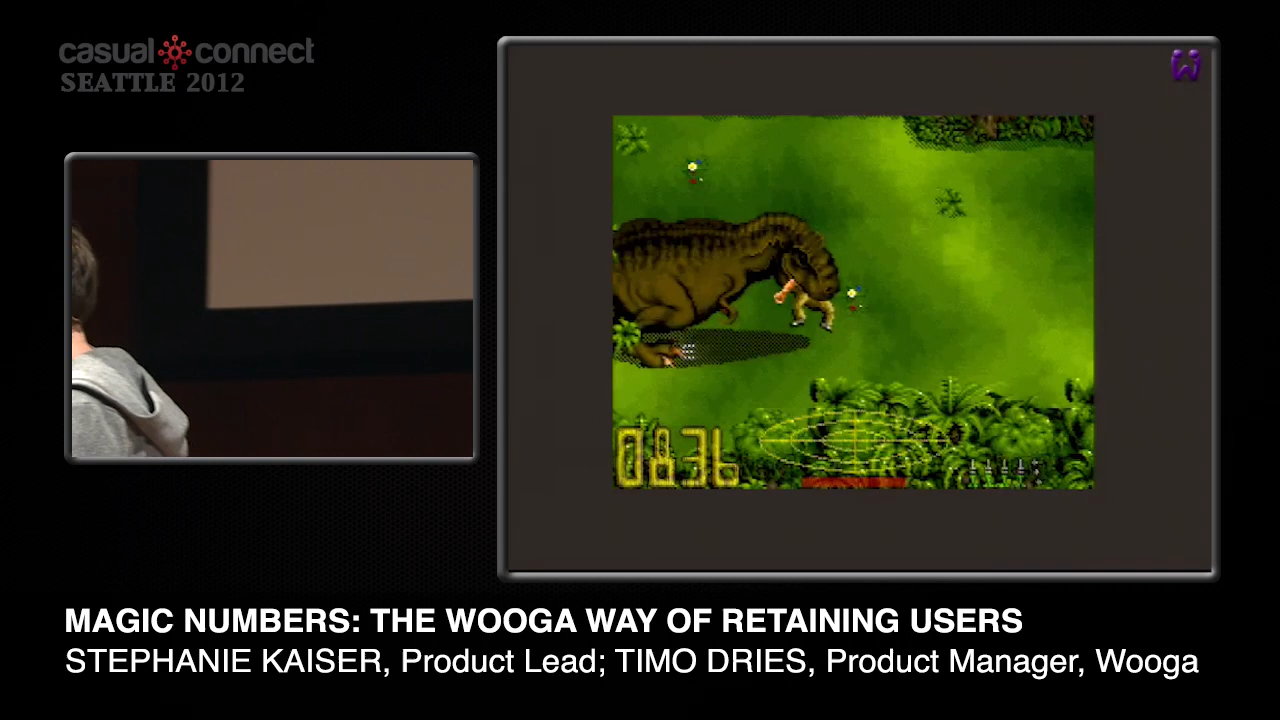 casual connect
SEATTLE 2012
0836
MAGIC NUMBERS: THE WOOGA WAY OF RETAINING USERS
STEPHANIE KAISER, Product Lead; TIMO DRIES, Product Manager, Wooga